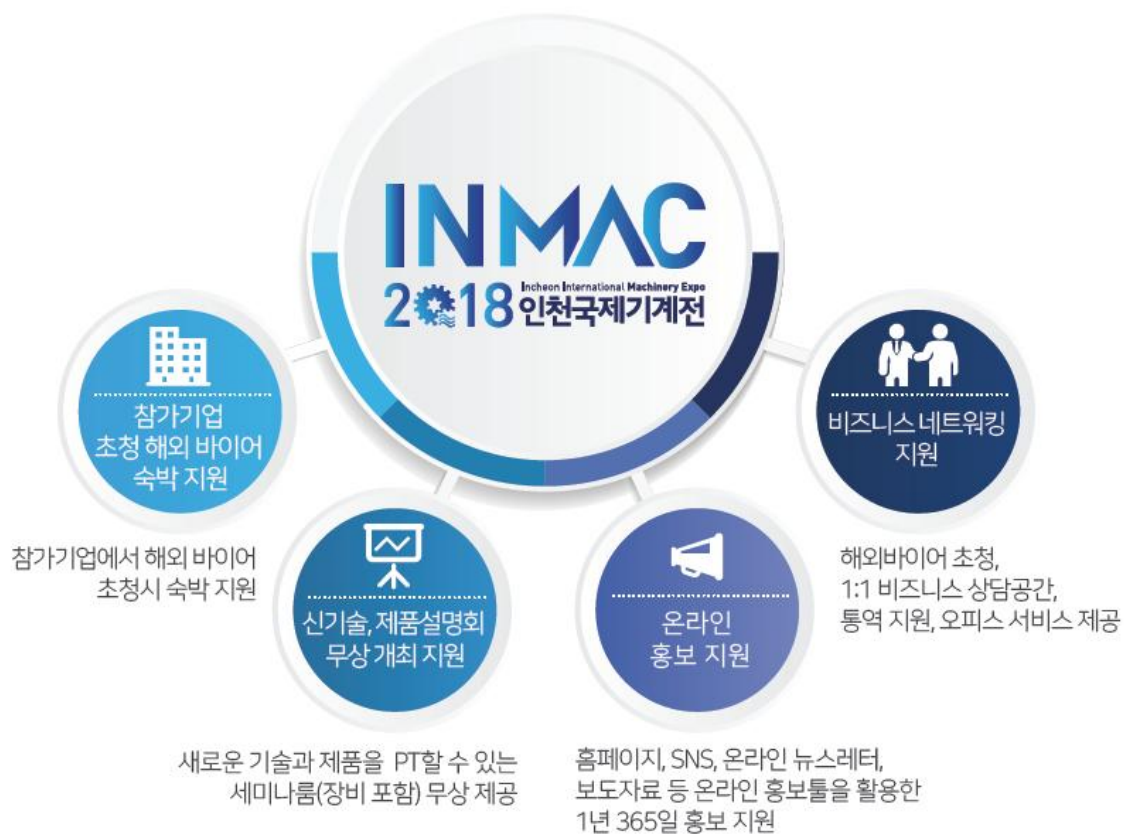 INMAC
Incheon International Machinery Expo
2018 인천국제기계전
참가기업
초청 해외 바이어
숙박 지원
참가기업에서 해외 바이어
초청시 숙박 지원
신기술, 제품설명회
무상 개최 지원
새로운 기술과 제품을 PT할 수 있는
세미나룸(장비 포함) 무상 제공
온라인
홍보 지원
홈페이지, SNS, 온라인 뉴스레터,
보도자료 등 온라인 홍보툴을 활용한
1년 365일 홍보 지원
비즈니스 네트워킹
지원
해외바이어 초청,
1:1 비즈니스 상담공간,
통역 지원, 오피스 서비스 제공